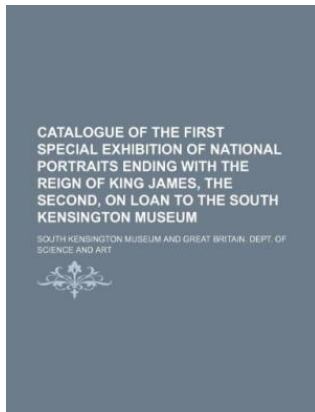 CATALOGUE OF THE FIRST
SPECIAL EXHIBITION OF NATIONAL
PORTRAITS ENDING WITH THE
REIGN OF KING JAMES, THE
SECOND, ON LOAN TO THE SOUTH
KENSINGTON MUSEUM
SOUTH KENSINGTON MUSEUM AND GREAT BRITAIN. DEPT. OF
SCIENCE AND ART